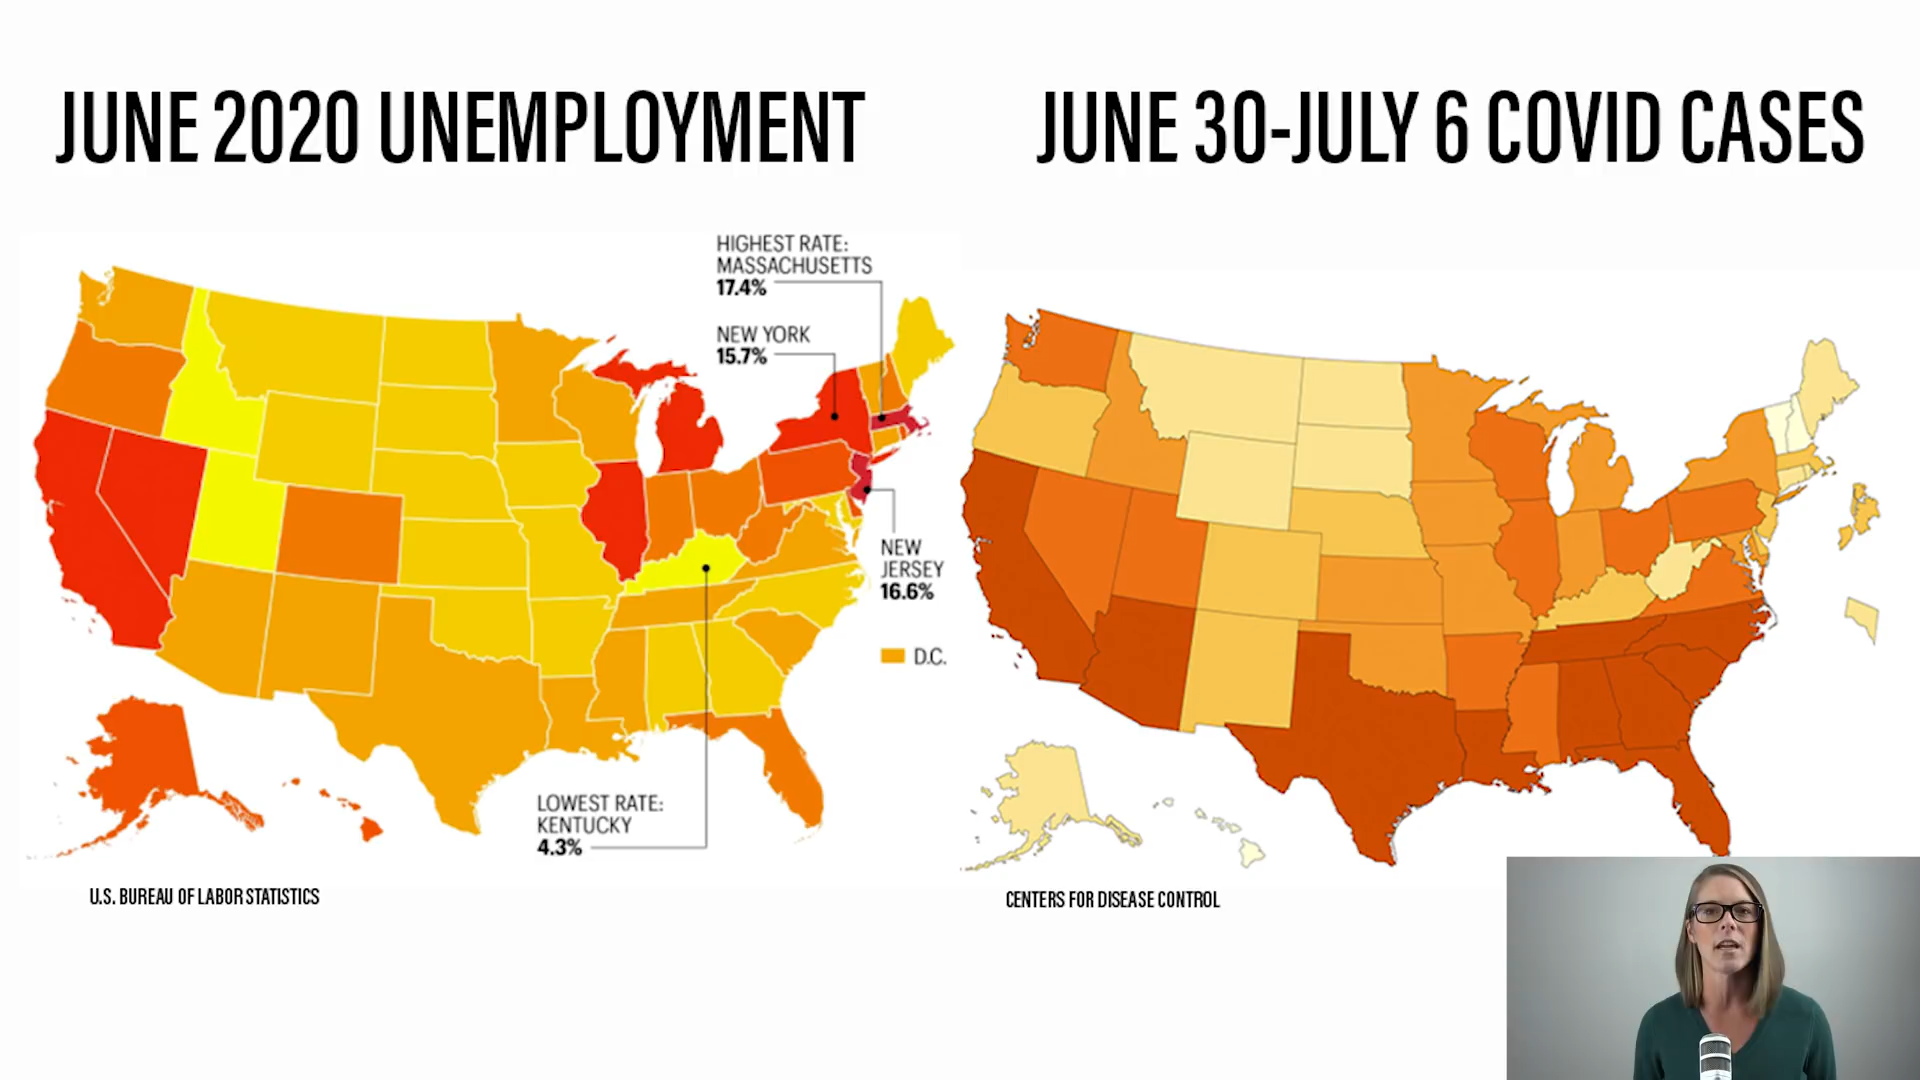 JUNE 2020 UNEMPLOYMENT
JUNE 30-JULY 6 COVID CASES
HIGHEST RATE:
MASSACHUSETTS
17.4%
NEW YORK
15.7%
NEW
JERSEY
16.6%
D.C.
LOWEST RATE:
KENTUCKY
4.3%
U.S. BUREAU OF LABOR STATISTICS
CENTERS FOR DISEASE CONTROL